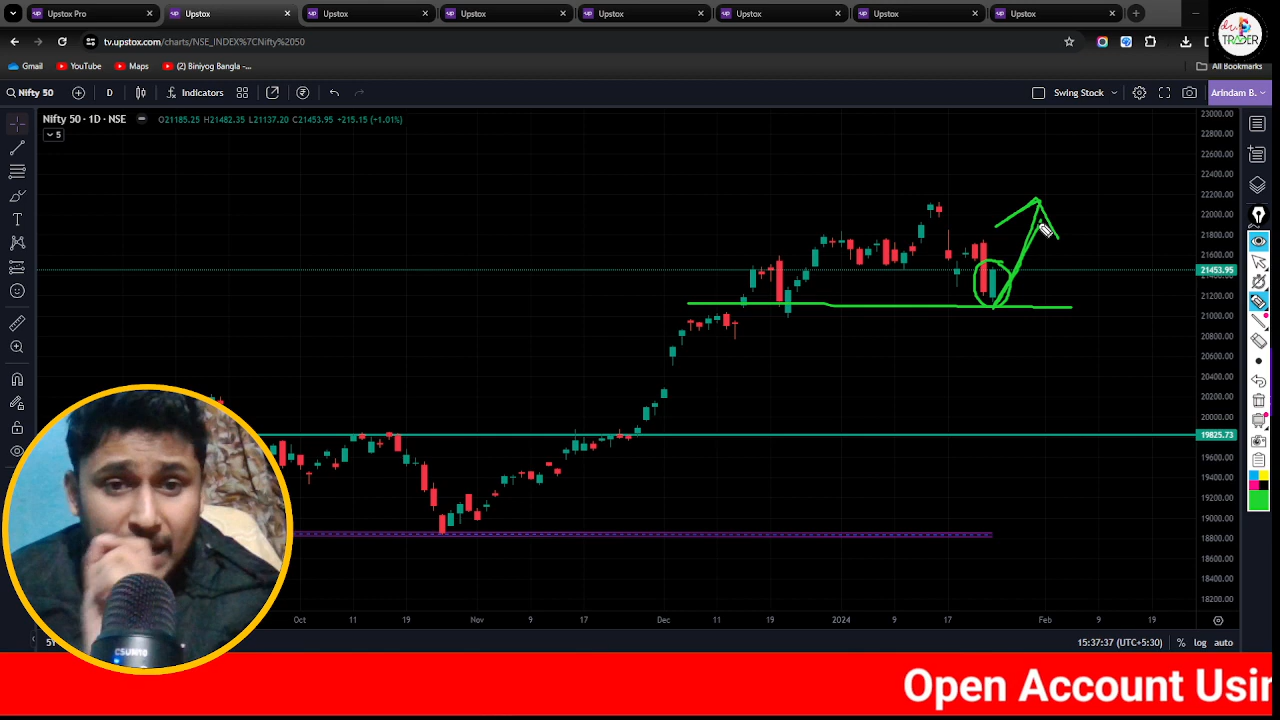 Upstox Pro
Upstox
Upstox
Upstox
Upstox
Upstox
Upstox
Upstox
tv.upstox.com/charts/NSE_INDEX%7CNifty%2050
TRADER
Gmail
YouTube
Maps
(2) Biniyog Bangla -...
All Bookmarks
Nifty 50
D
Indicators
Swing Stock
Arindam B.
Nifty 50 · 1D · NSE
O21185.25 H21482.35 L21137.20 C21453.95 +215.15 (+1.01%)
5
23000.00
22800.00
22600.00
22400.00
22200.00
22000.00
21800.00
21600.00
21453.95
21200.00
21000.00
20800.00
20600.00
20400.00
20200.00
20000.00
19825.73
19600.00
19400.00
19200.00
19000.00
18800.00
18600.00
18400.00
18200.00
Oct
11
19
Nov
9
17
Dec
11
19
2024
9
17
Feb
9
19
15:37:37 (UTC+5:30)
%
log
auto
Open Account Usin